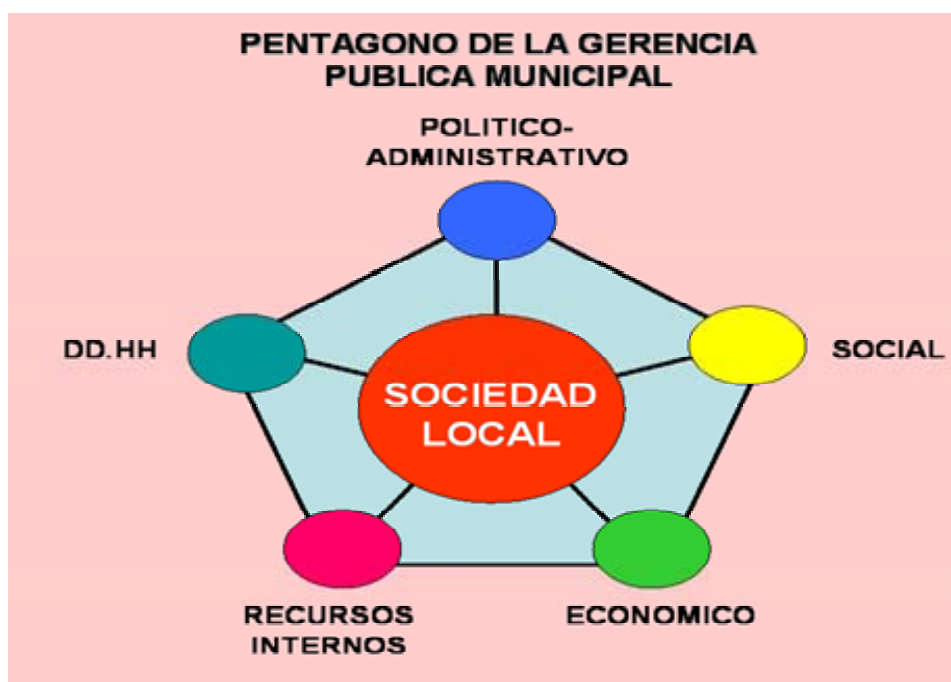 PENTAGONO DE LA GERENCIA
PUBLICA MUNICIPAL
POLITICO-
ADMINISTRATIVO
DD.HH
SOCIAL
SOCIEDAD
LOCAL
RECURSOS
INTERNOS
ECONOMICO